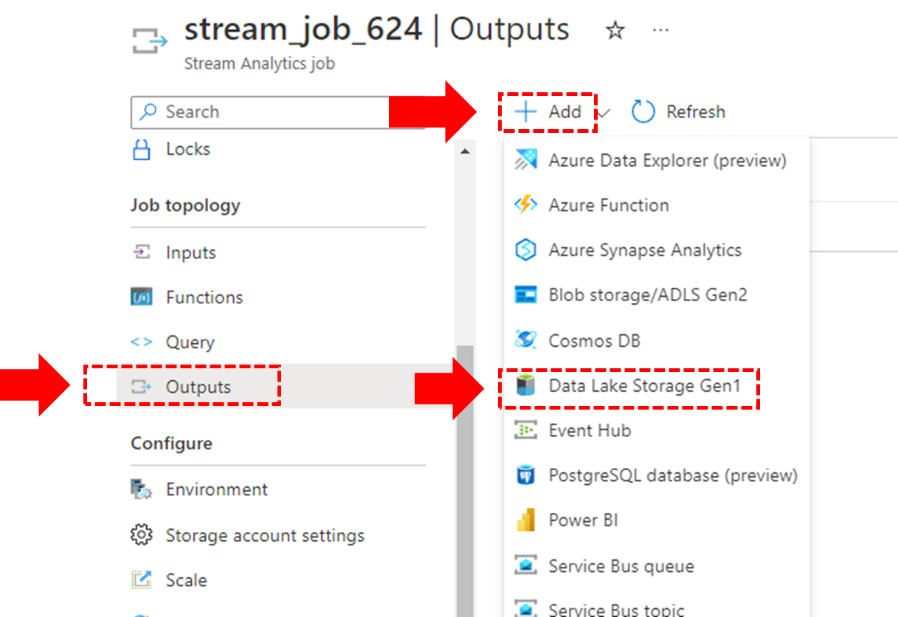 stream_job_624 | Outputs
Stream Analytics job
Search
Locks
Job topology
Inputs
Functions
Query
Outputs
Configure
Environment
Storage account settings
Scale
Add
Refresh
Azure Data Explorer (preview)
Azure Function
Azure Synapse Analytics
Blob storage/ADLS Gen2
Cosmos DB
Data Lake Storage Gen1
Event Hub
PostgreSQL database (preview)
Power BI
Service Bus queue
Service Bus topic